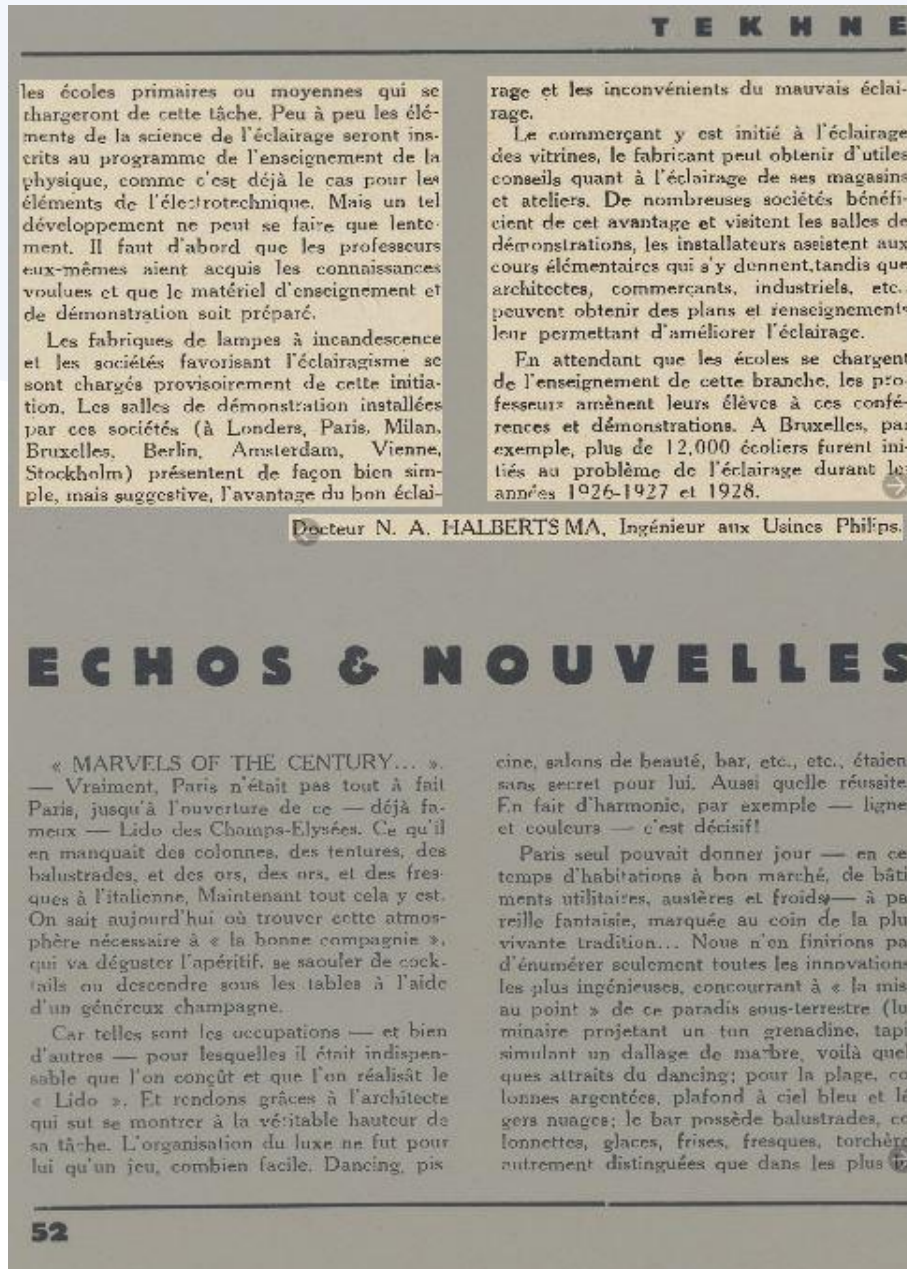 TEKHNE
les écoles primaires ou moyennes qui se
chargeront de cette tâche. Peu à peu les élé-
ments de la science de l'éclairage seront ins-
crits au programme de l'enseignement de la
physique, comme c'est déjà le cas pour les
éléments de l'électrotechnique. Mais un tel
développement ne peut se faire que lente-
ment. Il faut d'abord que les professeurs
eux-mêmes aient acquis les connaissances
voulues et que le matériel d'enseignement et
de démonstration soit préparé.
Les fabriques de lampes à incandescence
et les sociétés favorisant l'éclairagisme se
sont chargés provisoirement de cette initia-
tion. Les salles de démonstration installées
par ces sociétés (à Londers, Paris, Milan,
Bruxelles, Berlin, Amsterdam, Vienne,
Stockholm) présentent de façon bien sim-
ple, mais suggestive, l'avantage du bon éclai-
rage et les inconvénients du mauvais éclai-
rage.
Le commerçant y est initié à l'éclairage
des vitrines, le fabricant peut obtenir d'utiles
conseils quant à l'éclairage de ses magasins
et ateliers. De nombreuses sociétés bénéfi-
cient de cet avantage et visitent les salles de
démonstrations, les installateurs assistent aux
cours élémentaires qui s'y donnent,tandis que
architectes, commerçants, industriels, etc.
peuvent obtenir des plans et renseignements
leur permettant d'améliorer l'éclairage.
En attendant que les écoles se chargent
de l'enseignement de cette branche, les pro-
fesseurs amènent leurs élèves à ces confé-
rences et démonstrations. A Bruxelles, par
exemple, plus de 12,000 écoliers furent ini-
tiés au problème de l'éclairage durant les
années 1926-1927 et 1928.
Docteur N. A. HALBERTSMA, Ingénieur aux Usines Philips.
ECHOS & NOUVELLES
« MARVELS OF THE CENTURY... ».
— Vraiment, Paris n'était pas tout à fait
Paris, jusqu'à l'ouverture de ce — déjà fa-
meux — Lido des Champs-Elysées. Ce qu'il
en manquait des colonnes, des tentures, des
balustrades, et des ors, des ors, et des fres-
ques à l'italienne, Maintenant tout cela y est.
On sait aujourd'hui où trouver cette atmos-
phère nécessaire à « la bonne compagnie »,
qui va déguster l'apéritif, se saouler de cock-
tails ou descendre sous les tables à l'aide
d'un généreux champagne.
Car telles sont les occupations — et bien
d'autres — pour lesquelles il était indispen-
sable que l'on conçût et que l'on réalisât le
« Lido ». Et rendons grâces à l'architecte
qui sut se montrer à la véritable hauteur de
sa tâche. L'organisation du luxe ne fut pour
lui qu'un jeu, combien facile. Dancing, pis
cine, salons de beauté, bar, etc., etc., étaien
sans secret pour lui. Aussi quelle réussite
En fait d'harmonie, par exemple — ligne
et couleurs — c'est décisif!
Paris seul pouvait donner jour — en ce
temps d'habitations à bon marché, de bâti
ments utilitaires, austères et froids — à pa
reille fantaisie, marquée au coin de la plu
vivante tradition... Nous n'en finirions pa
d'énumérer seulement toutes les innovations
les plus ingénieuses, concourrant à « la mis
au point » de ce paradis sous-terrestre (lu
minaire projetant un ton grenadine, tapi
simulant un dallage de marbre, voilà quel
ques attraits du dancing; pour la plage, co
lonnes argentées, plafond à ciel bleu et lé
gers nuages; le bar possède balustrades, co
lonnettes, glaces, frises, fresques, torchère
autrement distinguées que dans les plus
52